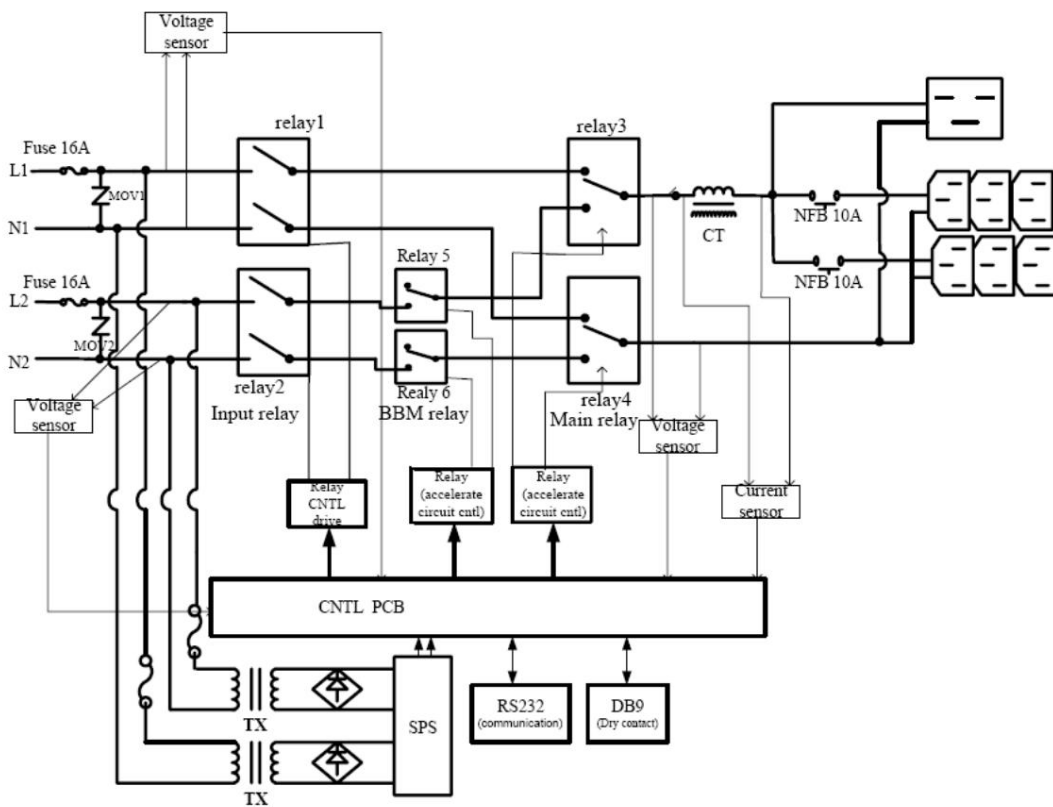 Voltage
sensor
relay1
relay3
Fuse 16A
L1
MOV1
N1
NFB 10A
CT
Relay 5
Fuse 16A
L2
NFB 10A
MOV2
N2
relay2
Realy 6
relay4
Input relay
BBM relay
Main relay
Voltage
sensor
Voltage
sensor
Relay
CNTL
drive
Relay
(accelerate
circuit cntl)
Relay
(accelerate
circuit cntl)
Current
sensor
CNTL PCB
TX
SPS
RS232
(communication)
DB9
(Dry contact)
TX